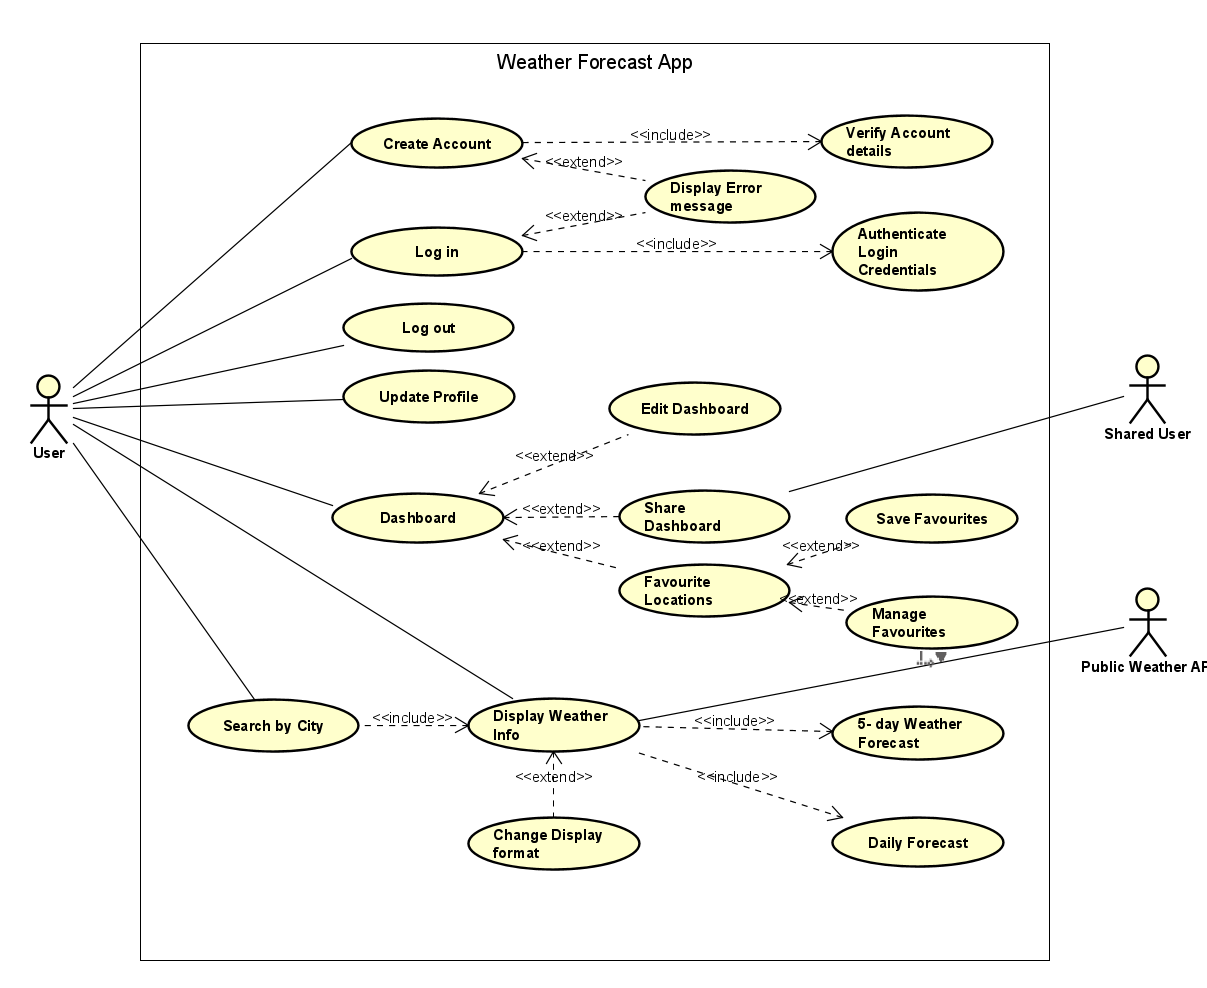 Weather Forecast App
Create Account
<<include>>
Verify Account
details
<<extend>>
Display Error
message
<<extend>>
Log in
<<include>>
Authenticate
Login
Credentials
Log out
Update Profile
User
Shared User
Edit Dashboard
<<extend>>
Dashboard
<<extend>>
Share
Dashboard
Save Favourites
<<extend>>
<<extend>>
Favourite
Locations
<<extend>>
Manage
Favourites
Public Weather AP
Search by City
<<include>>
Display Weather
Info
<<include>>
5- day Weather
Forecast
<<extend>>
<<include>>
Change Display
format
Daily Forecast